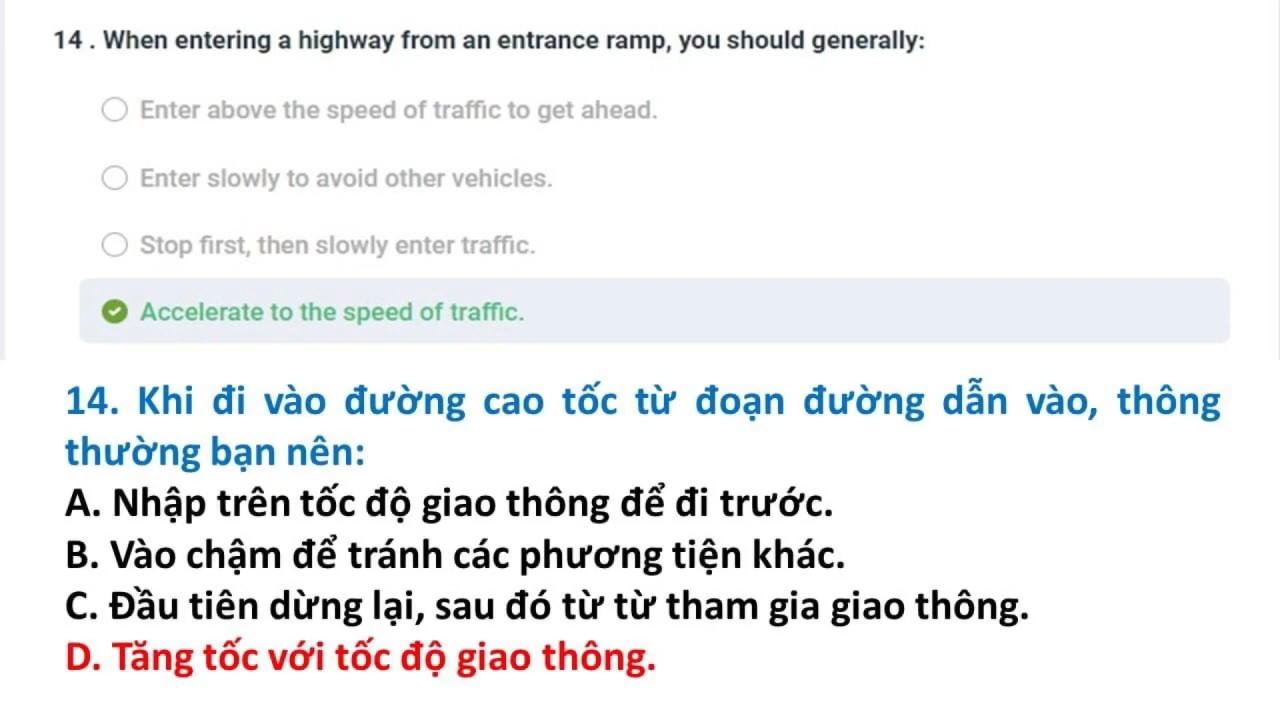 14 . When entering a highway from an entrance ramp, you should generally:
Enter above the speed of traffic to get ahead.
Enter slowly to avoid other vehicles.
Stop first, then slowly enter traffic.
Accelerate to the speed of traffic.
14. Khi đi vào đường cao tốc từ đoạn đường dẫn vào, thông
thường bạn nên:
A. Nhập trên tốc độ giao thông để đi trước.
B. Vào chậm để tránh các phương tiện khác.
C. Đầu tiên dừng lại, sau đó từ từ tham gia giao thông.
D. Tăng tốc với tốc độ giao thông.